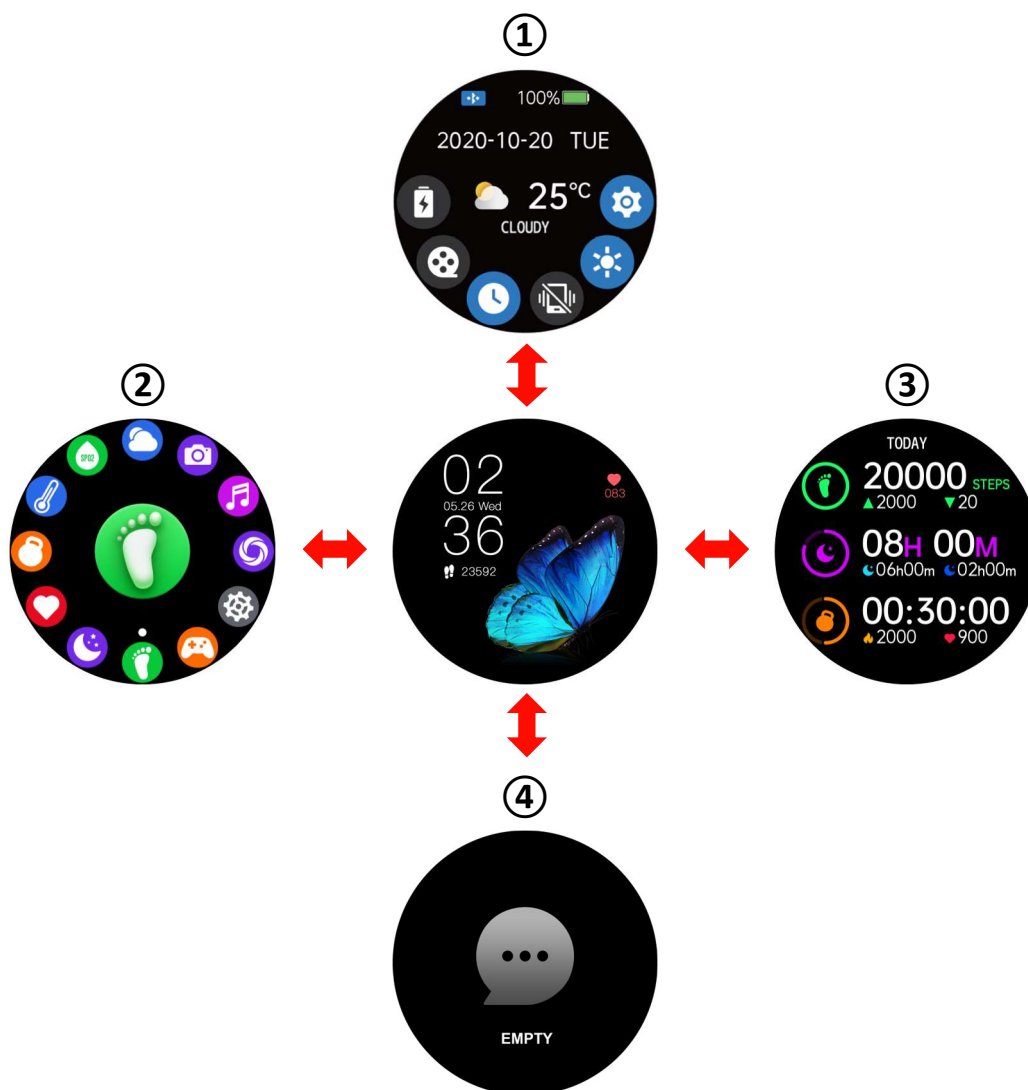 ①
100%
2020-10-20 TUE
25°C
CLOUDY
②
SPO2
02
05.26 Wed
36
23592
083
③
TODAY
20000 STEPS
▲2000 ▼20
08H 00M
06h00m 02h00m
00:30:00
2000 900
④
EMPTY